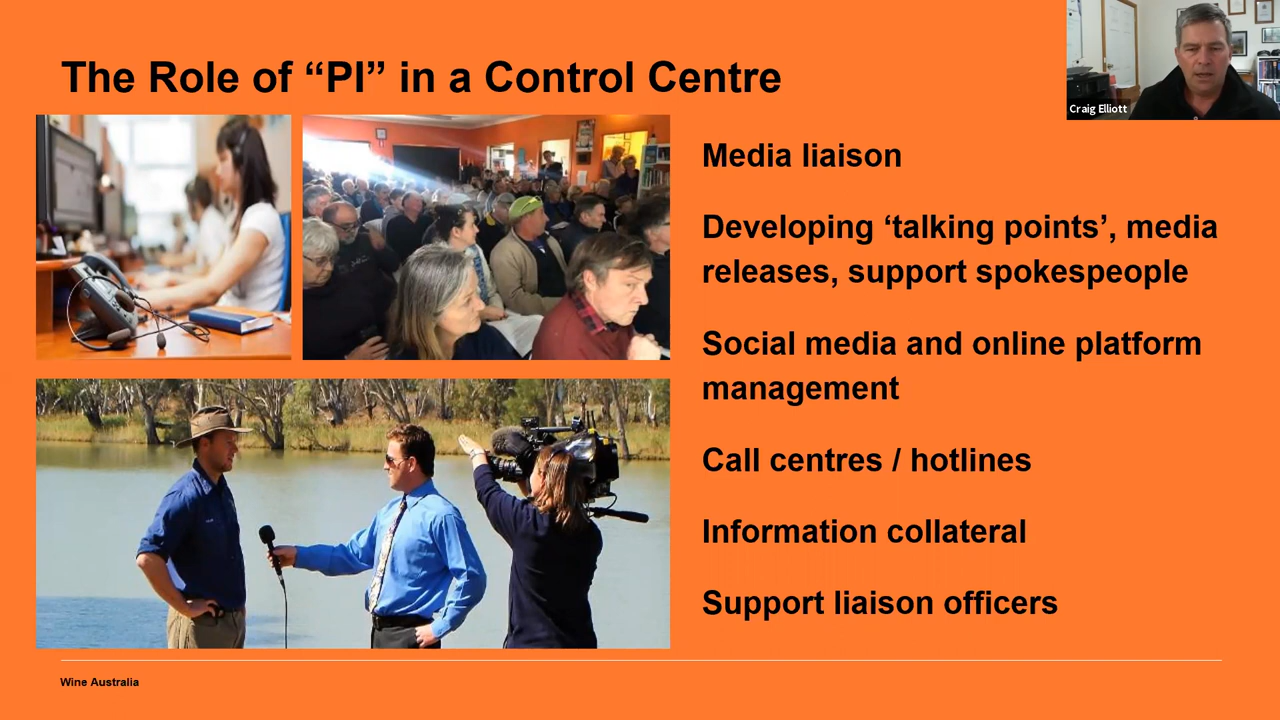 The Role of “PI” in a Control Centre
Craig Elliott
Media liaison
Developing ‘talking points’, media
releases, support spokespeople
Social media and online platform
management
Call centres / hotlines
Information collateral
Support liaison officers
Wine Australia